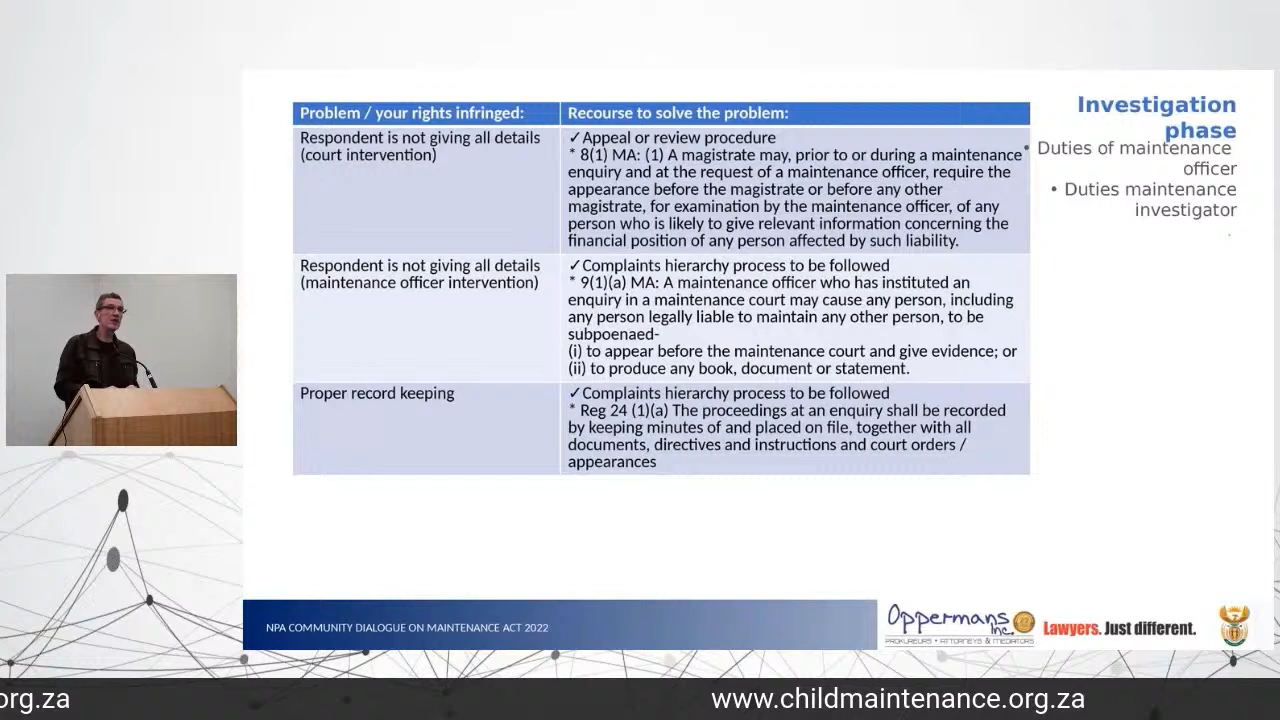 Problem / your rights infringed:
Recourse to solve the problem:
Respondent is not giving all details
(court intervention)
✓Appeal or review procedure
* 8(1) MA: (1) A magistrate may, prior to or during a maintenance
enquiry and at the request of a maintenance officer, require the
appearance before the magistrate or before any other
magistrate, for examination by the maintenance officer, of any
person who is likely to give relevant information concerning the
financial position of any person affected by such liability.
Respondent is not giving all details
(maintenance officer intervention)
✓Complaints hierarchy process to be followed
* 9(1)(a) MA: A maintenance officer who has instituted an
enquiry in a maintenance court may cause any person, including
any person legally liable to maintain any other person, to be
subpoenaed-
(i) to appear before the maintenance court and give evidence; or
(ii) to produce any book, document or statement.
Proper record keeping
✓Complaints hierarchy process to be followed
* Reg 24 (1)(a) The proceedings at an enquiry shall be recorded
by keeping minutes of and placed on file, together with all
documents, directives and instructions and court orders /
appearances
Investigation
phase
• Duties of maintenance
officer
• Duties maintenance
investigator
NPA COMMUNITY DIALOGUE ON MAINTENANCE ACT 2022
Oppermans
Inc.
PROKUREURS • ATTORNEYS & MEDIATORS
Lawyers. Just different.
org.za
www.childmaintenance.org.za